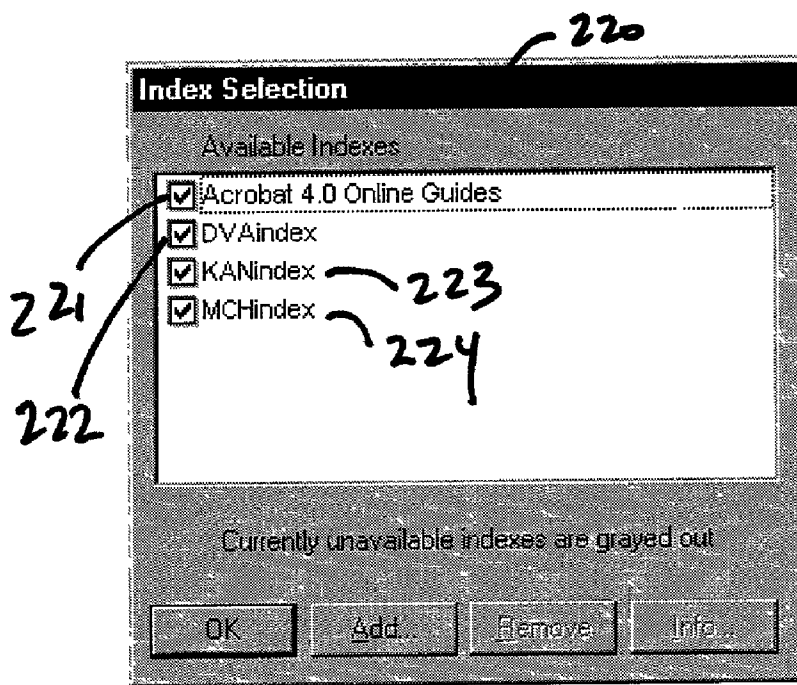 220
Index Selection
Available Indexes
Acrobat 4.0 Online Guides
DVAindex
KANindex 223
MCHindex 224
221
222
Currently unavailable indexes are grayed out
OK Add... Remove Info...